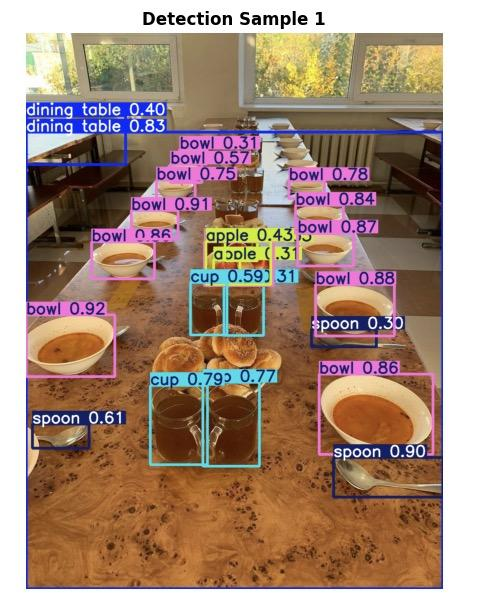 Detection Sample 1
dining table 0.40
dining table 0.83
bowl 0.31
bowl 0.57
bowl 0.75
bowl 0.78
bowl 0.91
bowl 0.84
bowl 0.86
apple 0.43
bowl 0.87
apple .31
cup 0.59
31
bowl 0.88
bowl 0.92
spoon 0.30
bowl 0.86
cup 0.79
0.77
spoon 0.61
spoon 0.90